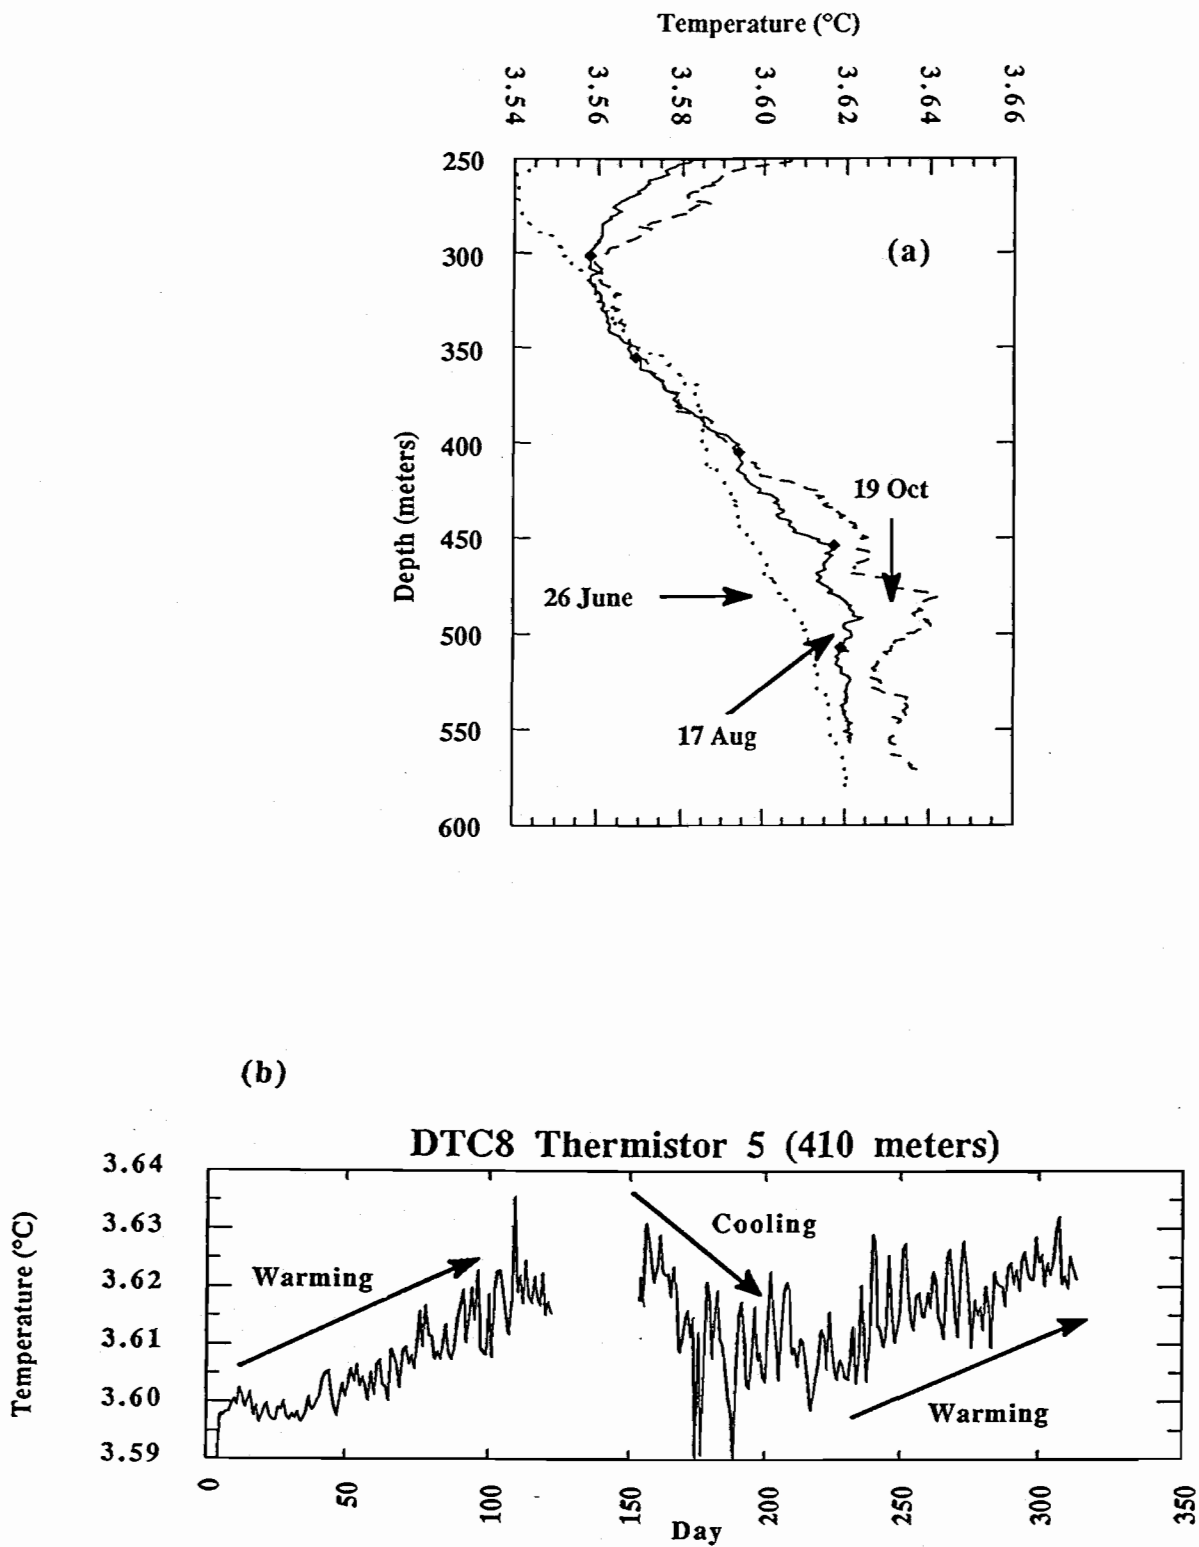 Temperature (°C)
3.54 3.56 3.58 3.60 3.62 3.64 3.66
250
300
350
400
450
500
550
600
Depth (meters)
(a)
19 Oct
26 June
17 Aug
(b)
DTC8 Thermistor 5 (410 meters)
3.64
3.63
3.62
3.61
3.60
3.59
Temperature (°C)
Warming
Cooling
Warming
0 50 100 150 200 250 300 350
Day